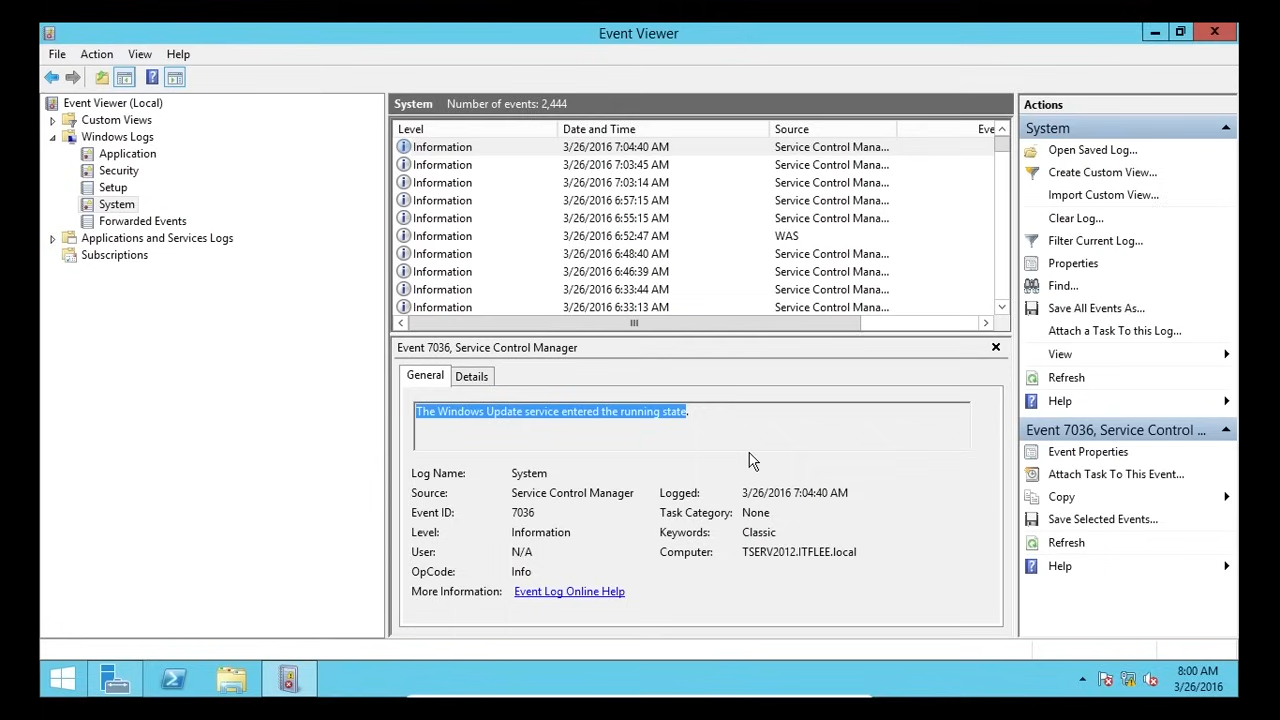 Event Viewer
File Action View Help
Event Viewer (Local)
Custom Views
Windows Logs
Application
Security
Setup
System
Forwarded Events
Applications and Services Logs
Subscriptions
System Number of events: 2,444
Level Date and Time Source Eve
Information 3/26/2016 7:04:40 AM Service Control Mana...
Information 3/26/2016 7:03:45 AM Service Control Mana...
Information 3/26/2016 7:03:14 AM Service Control Mana...
Information 3/26/2016 6:57:15 AM Service Control Mana...
Information 3/26/2016 6:55:15 AM Service Control Mana...
Information 3/26/2016 6:52:47 AM WAS
Information 3/26/2016 6:48:40 AM Service Control Mana...
Information 3/26/2016 6:46:39 AM Service Control Mana...
Information 3/26/2016 6:33:44 AM Service Control Mana...
Information 3/26/2016 6:33:13 AM Service Control Mana...
Event 7036, Service Control Manager
General Details
The Windows Update service entered the running state.
Log Name: System
Source: Service Control Manager Logged: 3/26/2016 7:04:40 AM
Event ID: 7036 Task Category: None
Level: Information Keywords: Classic
User: N/A Computer: TSERV2012.ITFLEE.local
OpCode: Info
More Information: Event Log Online Help
Actions
System
Open Saved Log...
Create Custom View...
Import Custom View...
Clear Log...
Filter Current Log...
Properties
Find...
Save All Events As...
Attach a Task To this Log...
View
Refresh
Help
Event 7036, Service Control ...
Event Properties
Attach Task To This Event...
Copy
Save Selected Events...
Refresh
Help
8:00 AM
3/26/2016